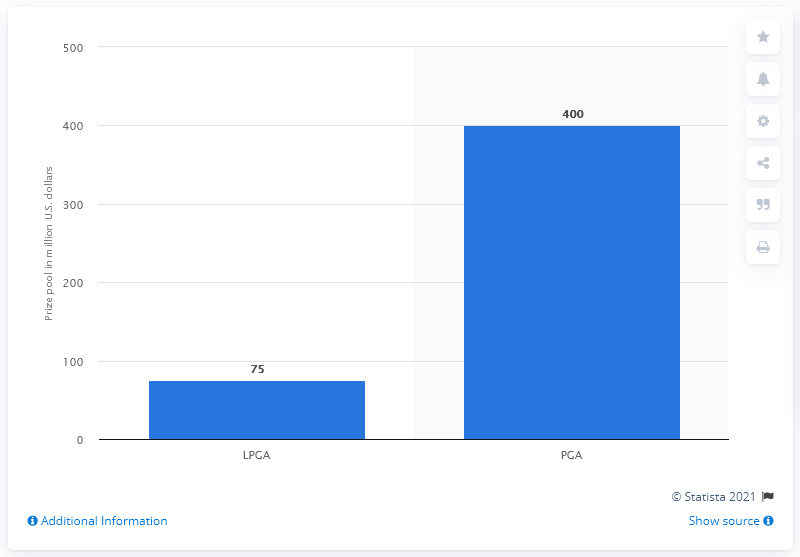 500
400
400
300
200
100
75
0
Prize pool in million U.S. dollars
LPGA
PGA
© Statista 2021
Additional Information
Show source